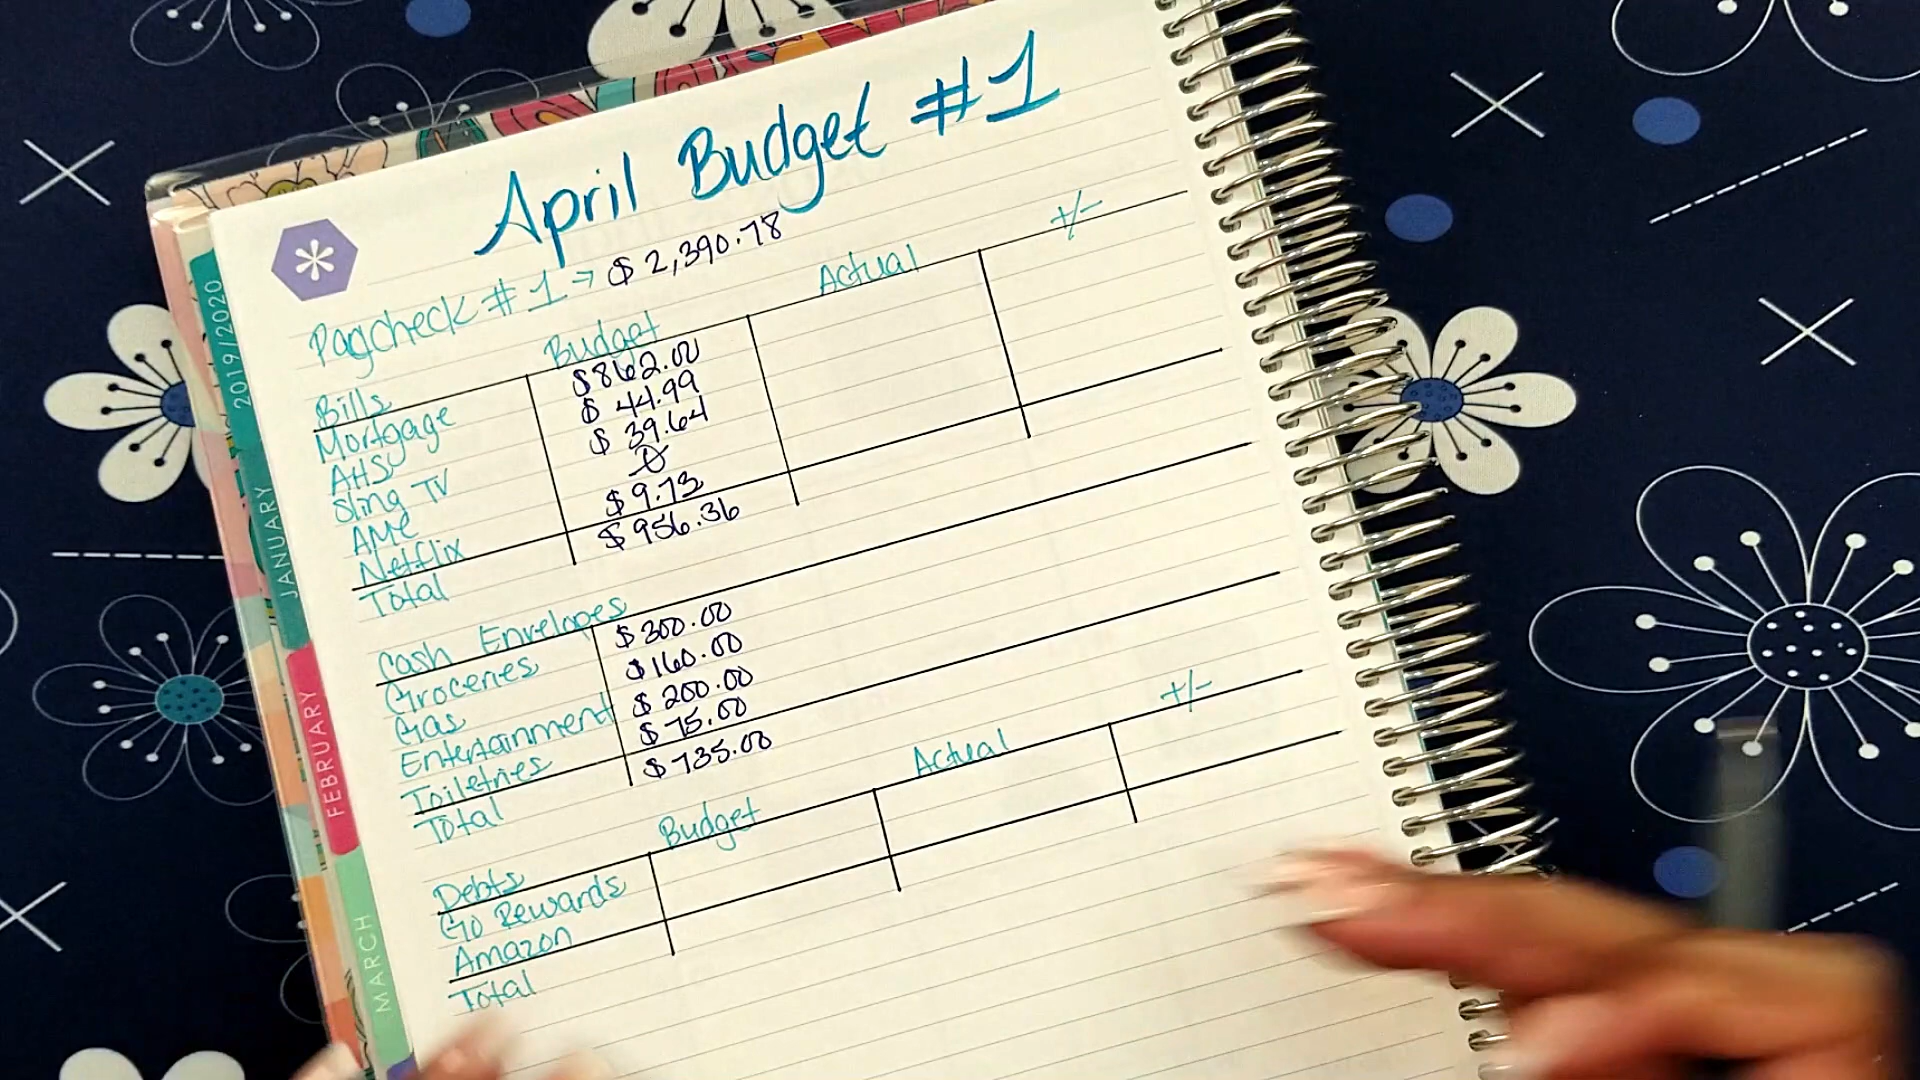 April Budget #1
Paycheck #1 → $2,390.78
Bills Budget Actual +/-
Mortgage $862.00
AHS $44.99
Sling TV $39.64
AMC 0
Netflix $9.73
Total $956.36
Cash Envelopes
Groceries $300.00
Gas $160.00
Entertainment $200.00
Toiletries $75.00
Total $735.00
Debts Budget Actual +/-
Go Rewards
Amazon
Total
2019/2020
JANUARY
FEBRUARY
MARCH